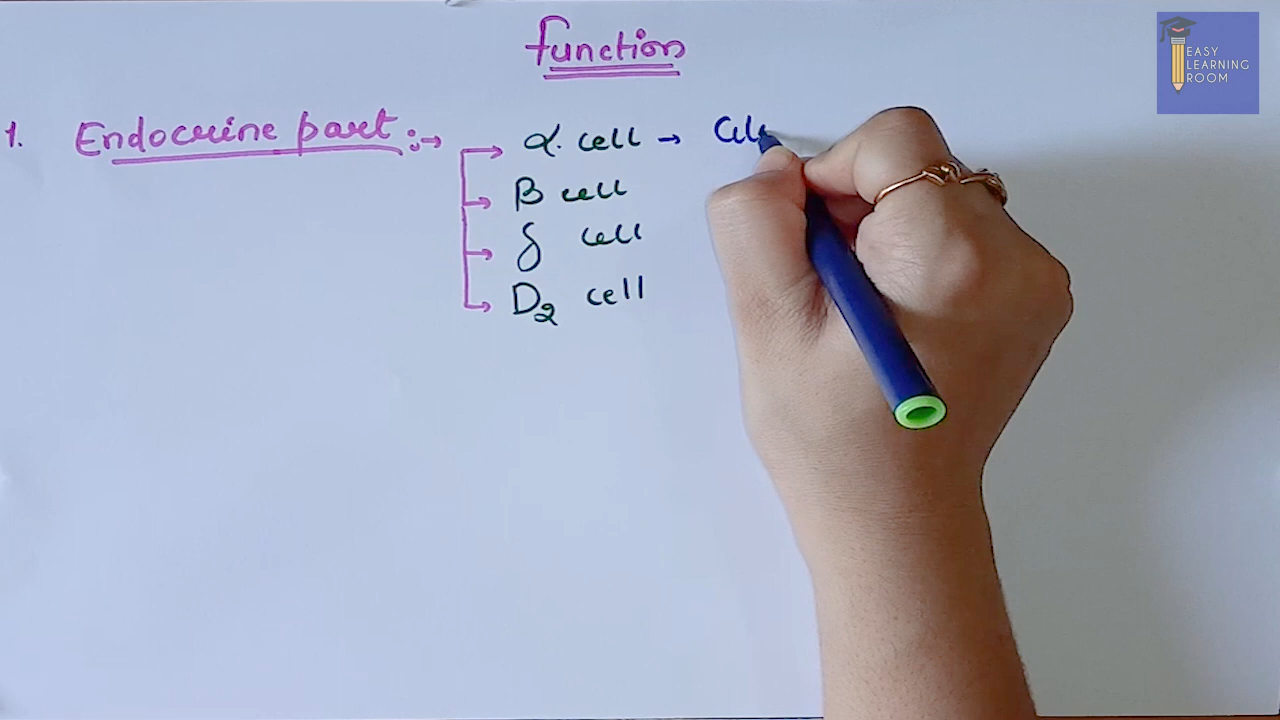 Function
EASY
LEARNING
ROOM
1. Endocrine part :→ α. cell →
B cell
δ cell
D2 cell